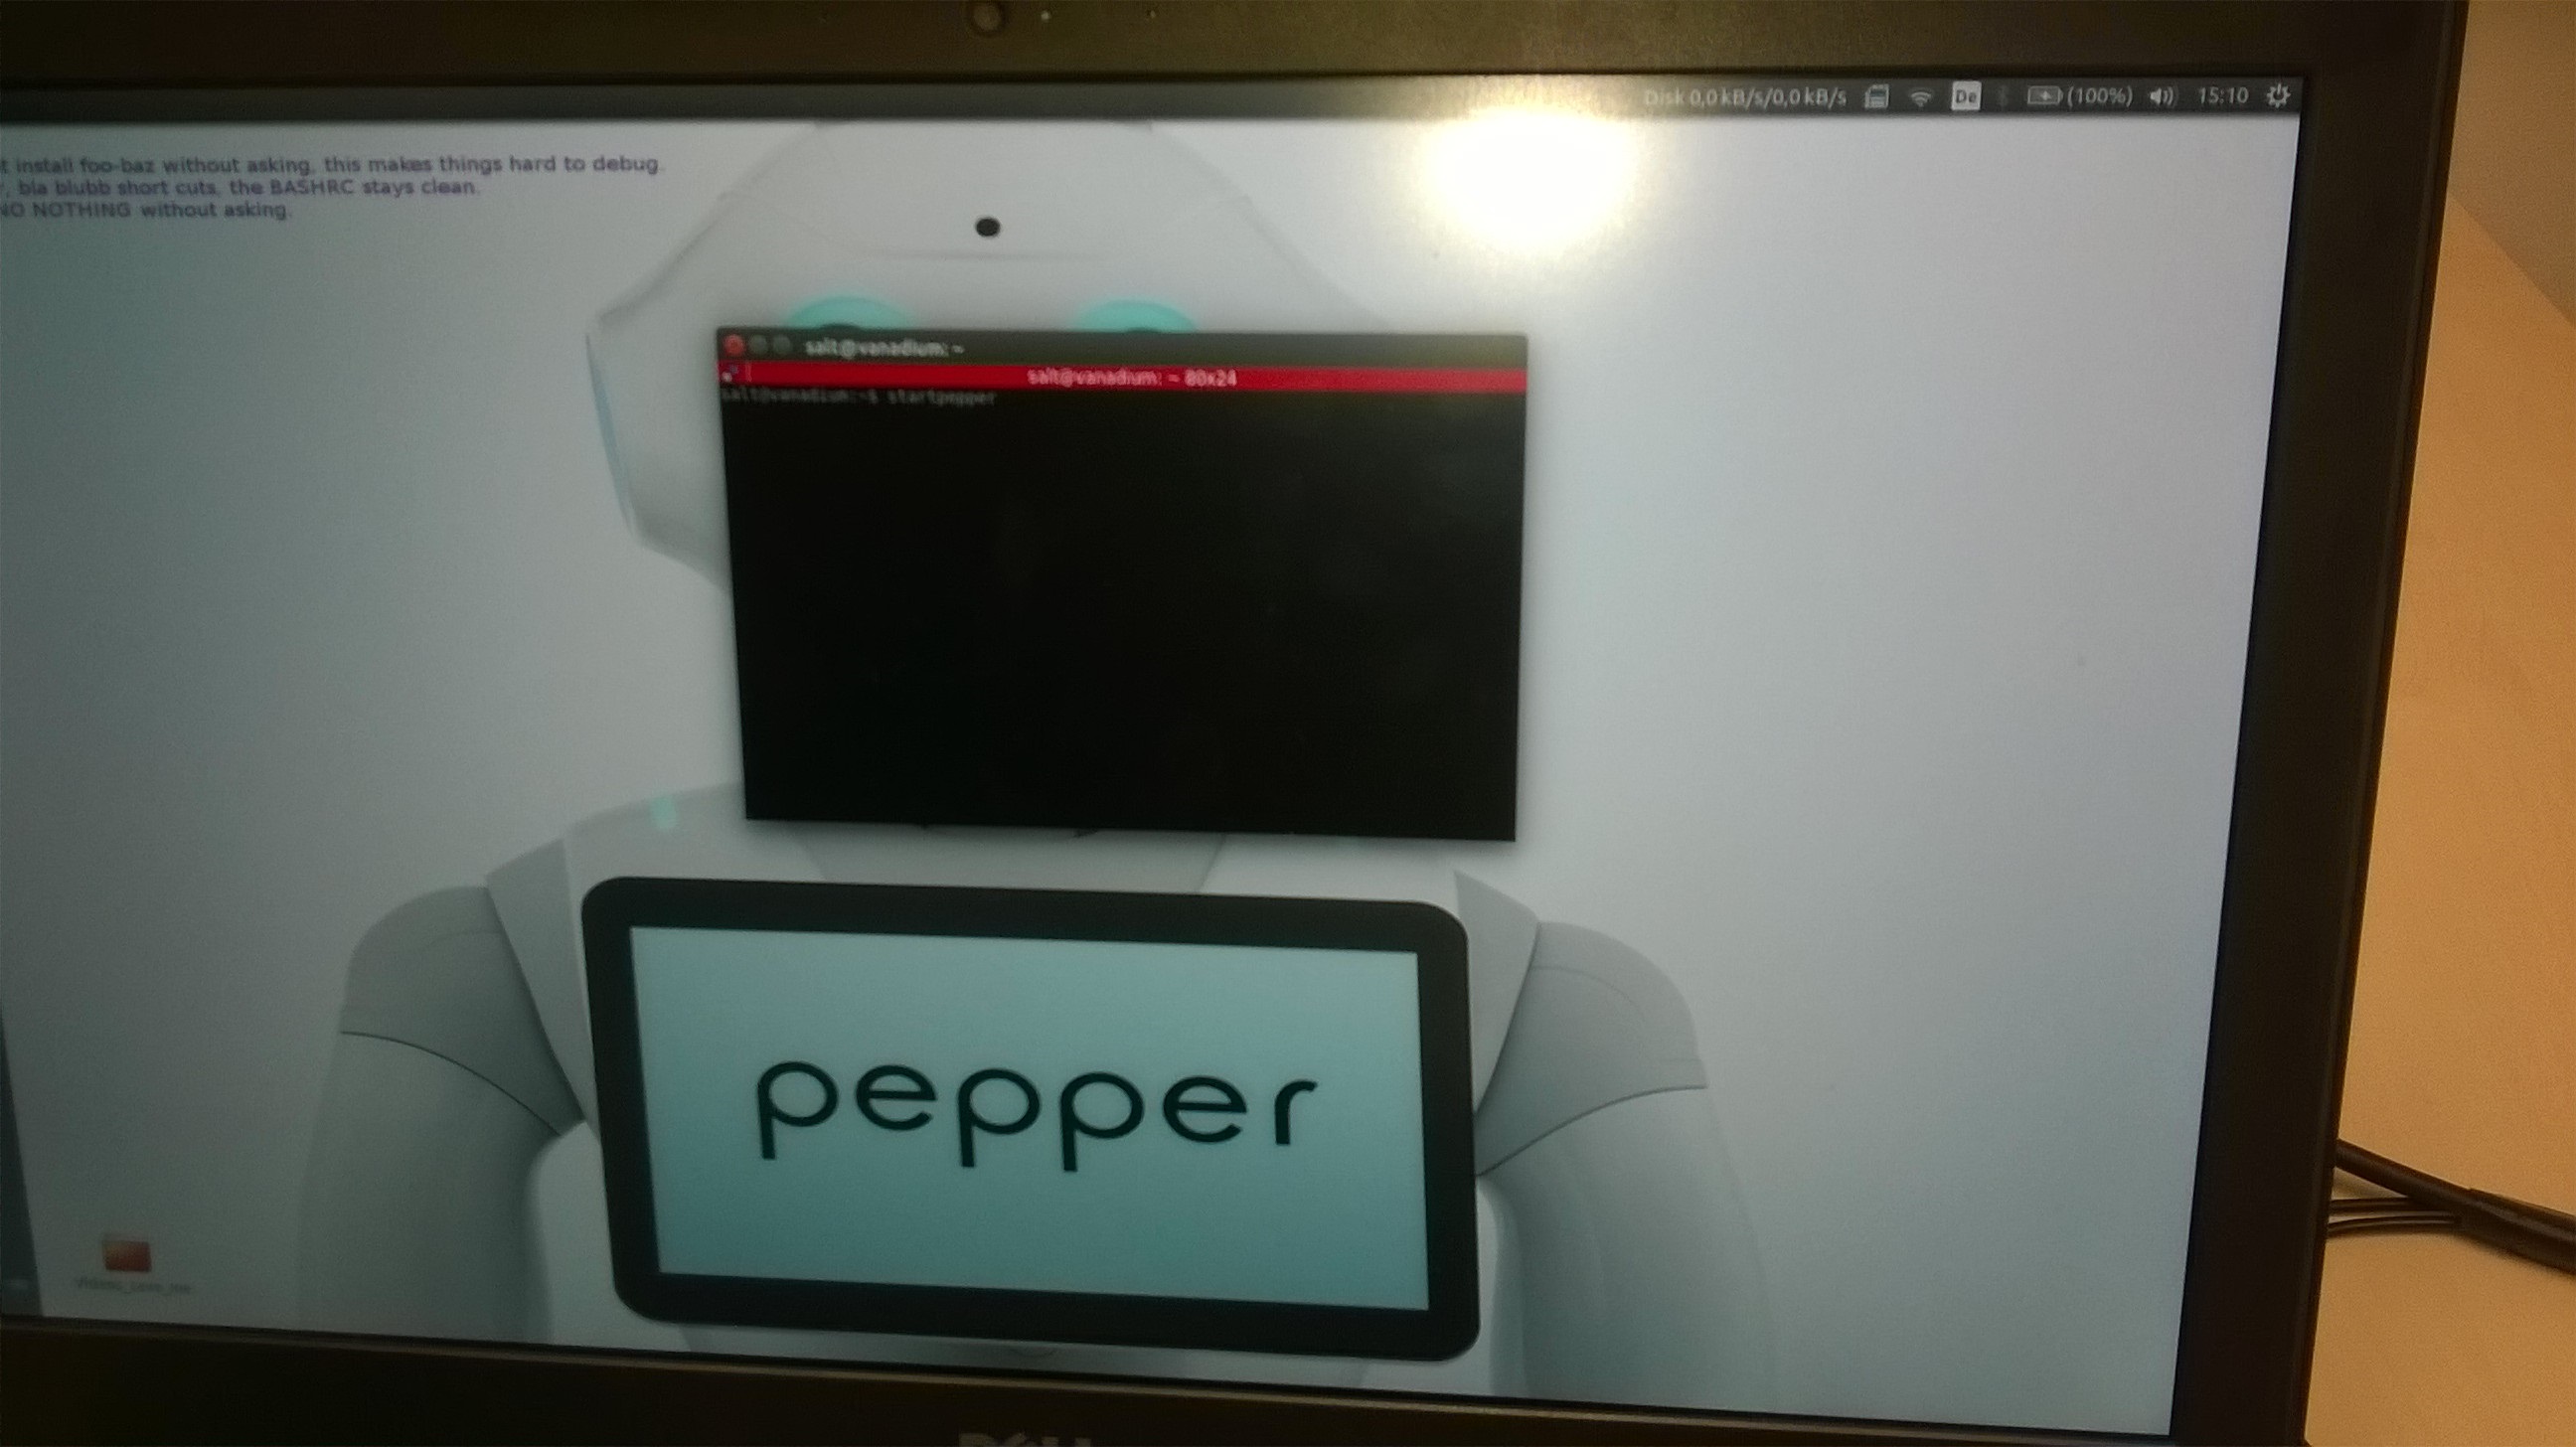 Disk 0,0 kB/s/0,0 kB/s De (100%) 15:10
t install foo-baz without asking, this makes things hard to debug.
', bla blubb short cuts, the BASHRC stays clean.
NO NOTHING without asking.
salt@vanadium: ~
salt@vanadium: ~ 80x24
salt@vanadium:~$ startpepper
pepper
DELL